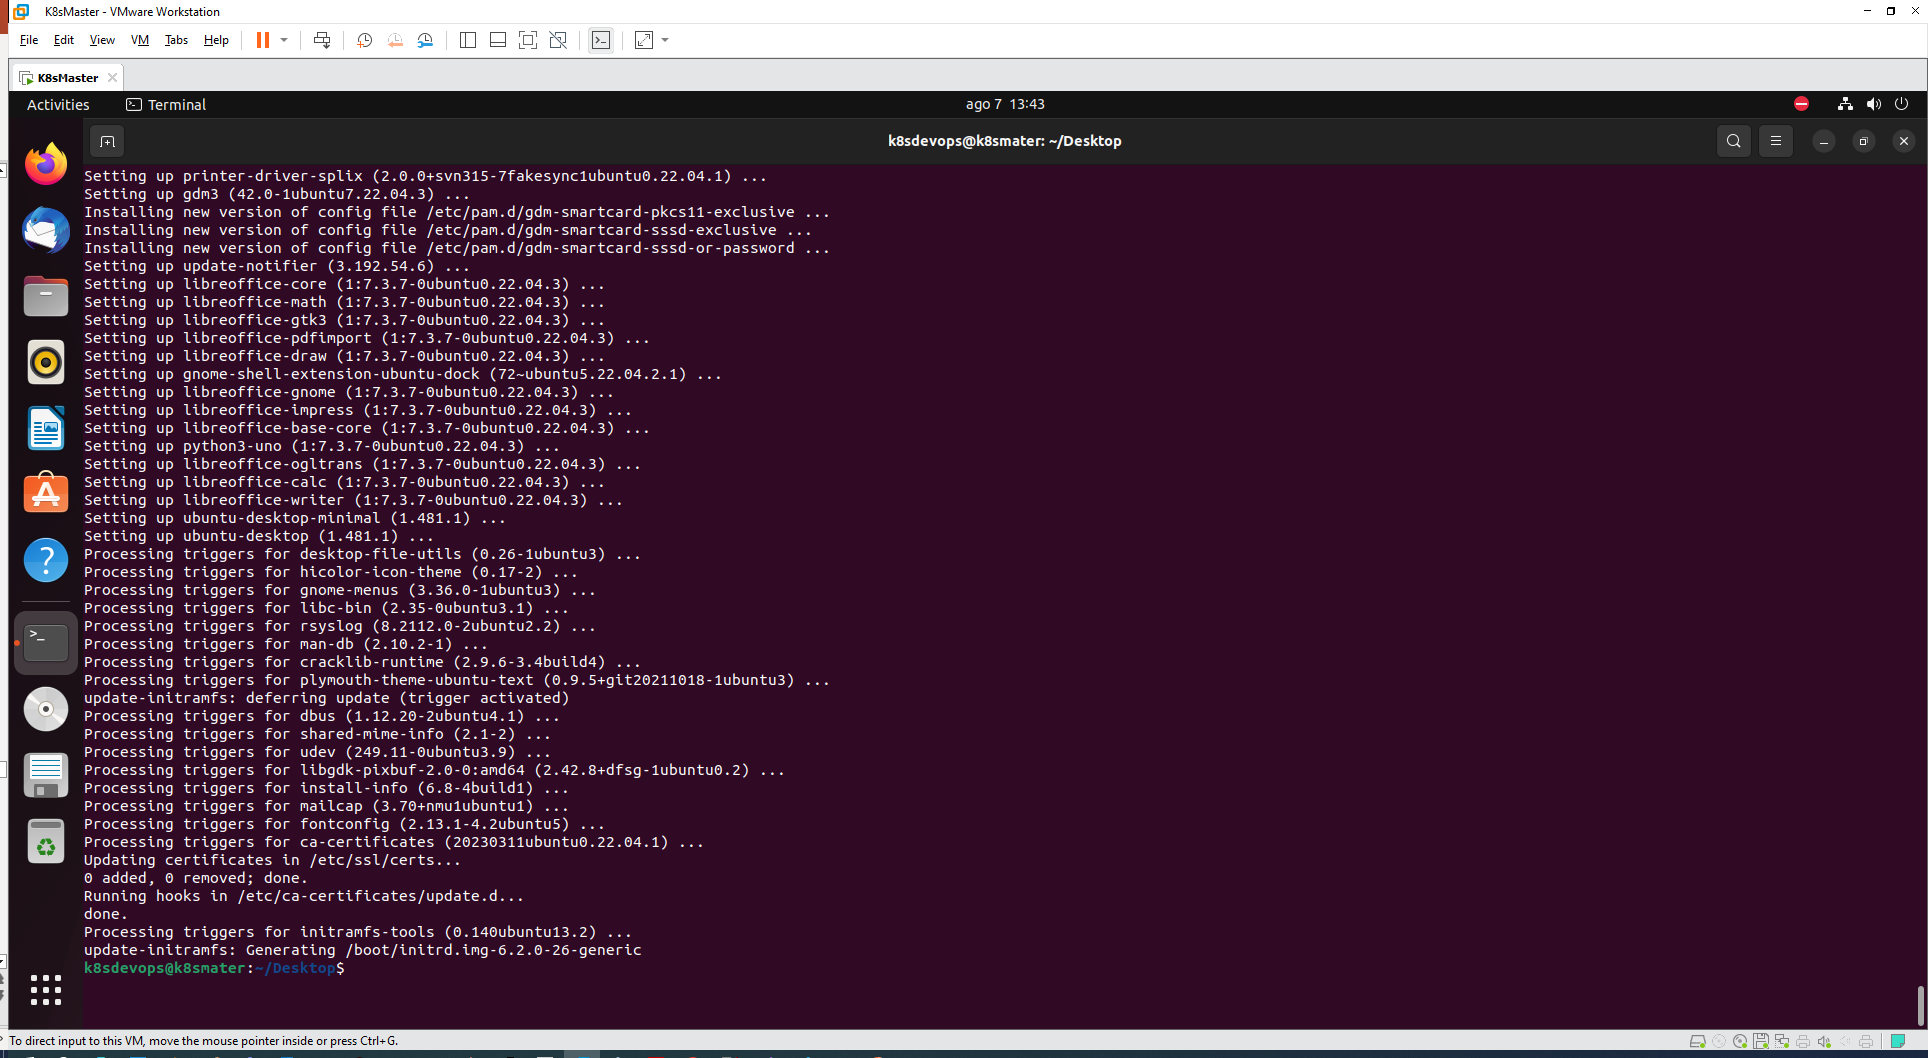 K8sMaster - VMware Workstation
File Edit View VM Tabs Help
K8sMaster
Activities Terminal ago 7 13:43
k8sdevops@k8smater: ~/Desktop
Setting up printer-driver-splix (2.0.0+svn315-7fakesync1ubuntu0.22.04.1) ...
Setting up gdm3 (42.0-1ubuntu7.22.04.3) ...
Installing new version of config file /etc/pam.d/gdm-smartcard-pkcs11-exclusive ...
Installing new version of config file /etc/pam.d/gdm-smartcard-sssd-exclusive ...
Installing new version of config file /etc/pam.d/gdm-smartcard-sssd-or-password ...
Setting up update-notifier (3.192.54.6) ...
Setting up libreoffice-core (1:7.3.7-0ubuntu0.22.04.3) ...
Setting up libreoffice-math (1:7.3.7-0ubuntu0.22.04.3) ...
Setting up libreoffice-gtk3 (1:7.3.7-0ubuntu0.22.04.3) ...
Setting up libreoffice-pdfimport (1:7.3.7-0ubuntu0.22.04.3) ...
Setting up libreoffice-draw (1:7.3.7-0ubuntu0.22.04.3) ...
Setting up gnome-shell-extension-ubuntu-dock (72~ubuntu5.22.04.2.1) ...
Setting up libreoffice-gnome (1:7.3.7-0ubuntu0.22.04.3) ...
Setting up libreoffice-impress (1:7.3.7-0ubuntu0.22.04.3) ...
Setting up libreoffice-base-core (1:7.3.7-0ubuntu0.22.04.3) ...
Setting up python3-uno (1:7.3.7-0ubuntu0.22.04.3) ...
Setting up libreoffice-ogltrans (1:7.3.7-0ubuntu0.22.04.3) ...
Setting up libreoffice-calc (1:7.3.7-0ubuntu0.22.04.3) ...
Setting up libreoffice-writer (1:7.3.7-0ubuntu0.22.04.3) ...
Setting up ubuntu-desktop-minimal (1.481.1) ...
Setting up ubuntu-desktop (1.481.1) ...
Processing triggers for desktop-file-utils (0.26-1ubuntu3) ...
Processing triggers for hicolor-icon-theme (0.17-2) ...
Processing triggers for gnome-menus (3.36.0-1ubuntu3) ...
Processing triggers for libc-bin (2.35-0ubuntu3.1) ...
Processing triggers for rsyslog (8.2112.0-2ubuntu2.2) ...
Processing triggers for man-db (2.10.2-1) ...
Processing triggers for cracklib-runtime (2.9.6-3.4build4) ...
Processing triggers for plymouth-theme-ubuntu-text (0.9.5+git20211018-1ubuntu3) ...
update-initramfs: deferring update (trigger activated)
Processing triggers for dbus (1.12.20-2ubuntu4.1) ...
Processing triggers for shared-mime-info (2.1-2) ...
Processing triggers for udev (249.11-0ubuntu3.9) ...
Processing triggers for libgdk-pixbuf-2.0-0:amd64 (2.42.8+dfsg-1ubuntu0.2) ...
Processing triggers for install-info (6.8-4build1) ...
Processing triggers for mailcap (3.70+nmu1ubuntu1) ...
Processing triggers for fontconfig (2.13.1-4.2ubuntu5) ...
Processing triggers for ca-certificates (20230311ubuntu0.22.04.1) ...
Updating certificates in /etc/ssl/certs...
0 added, 0 removed; done.
Running hooks in /etc/ca-certificates/update.d...
done.
Processing triggers for initramfs-tools (0.140ubuntu13.2) ...
update-initramfs: Generating /boot/initrd.img-6.2.0-26-generic
k8sdevops@k8smater:~/Desktop$
To direct input to this VM, move the mouse pointer inside or press Ctrl+G.